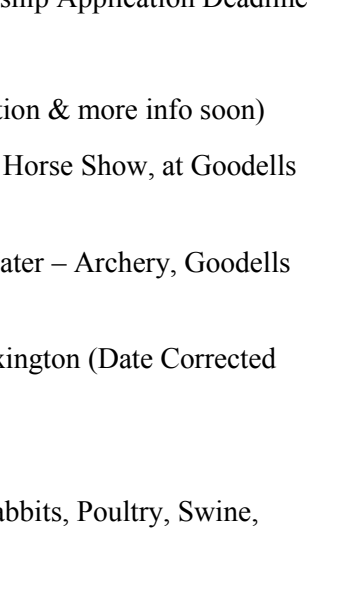 ship Application Deadline
tion & more info soon)
Horse Show, at Goodells
ater – Archery, Goodells
xington (Date Corrected
abbits, Poultry, Swine,